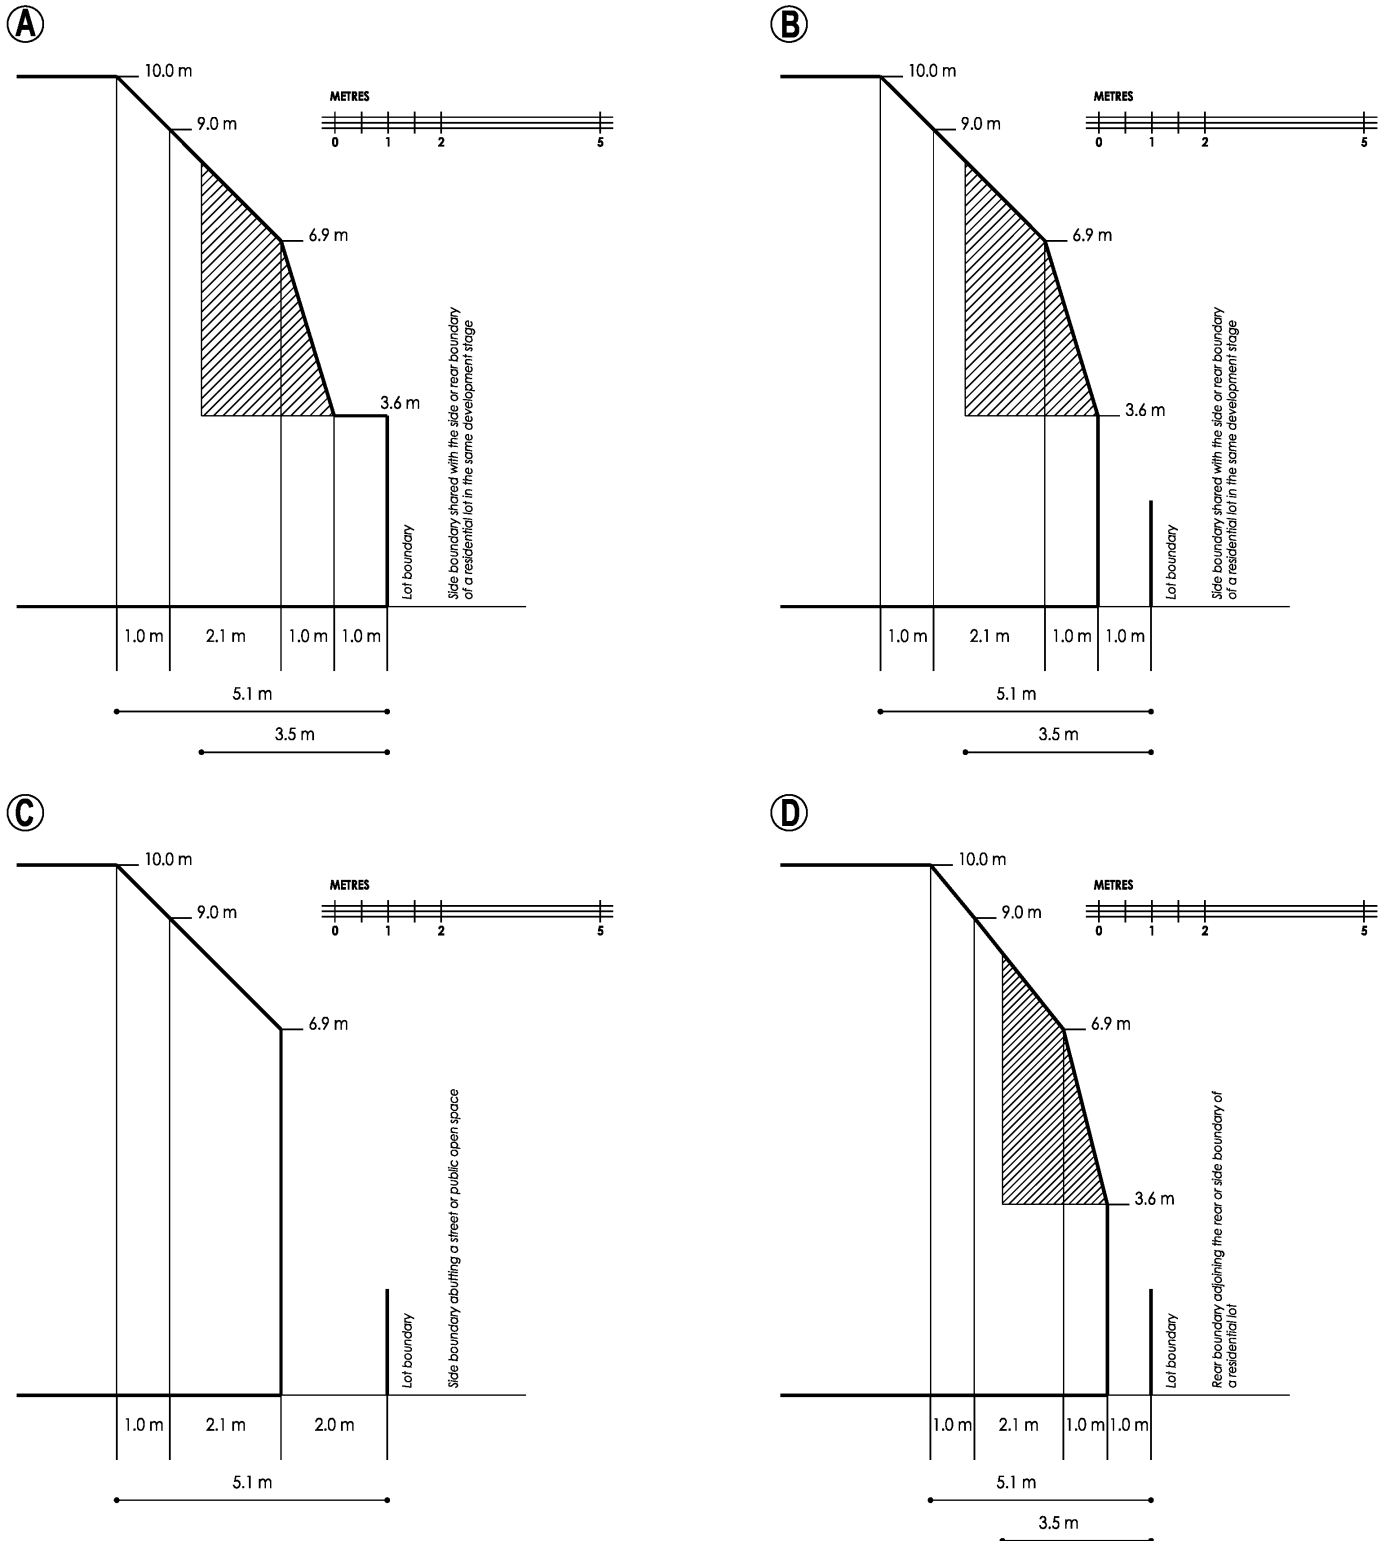 A
10.0 m
9.0 m
METRES
0 1 2 5
6.9 m
3.6 m
Lot boundary
Side boundary shared with the side or rear boundary
of a residential lot in the same development stage
1.0 m 2.1 m 1.0 m 1.0 m
5.1 m
3.5 m
B
10.0 m
9.0 m
METRES
0 1 2 5
6.9 m
3.6 m
Lot boundary
Side boundary shared with the side or rear boundary
of a residential lot in the same development stage
1.0 m 2.1 m 1.0 m 1.0 m
5.1 m
3.5 m
C
10.0 m
9.0 m
METRES
0 1 2 5
6.9 m
Lot boundary
Side boundary abutting a street or public open space
1.0 m 2.1 m 2.0 m
5.1 m
D
10.0 m
9.0 m
METRES
0 1 2 5
6.9 m
3.6 m
Lot boundary
Rear boundary adjoining the rear or side boundary of
a residential lot
1.0 m 2.1 m 1.0 m 1.0 m
5.1 m
3.5 m